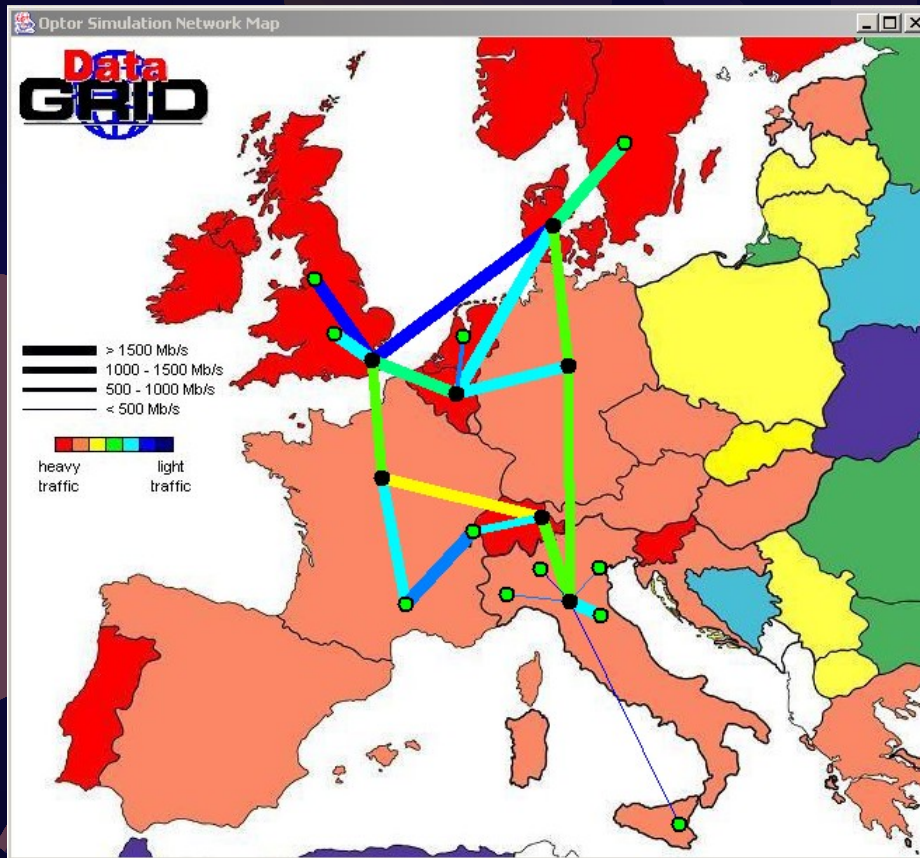 Optor Simulation Network Map
Data
GRID
> 1500 Mb/s
1000 - 1500 Mb/s
500 - 1000 Mb/s
< 500 Mb/s
heavy light
traffic traffic